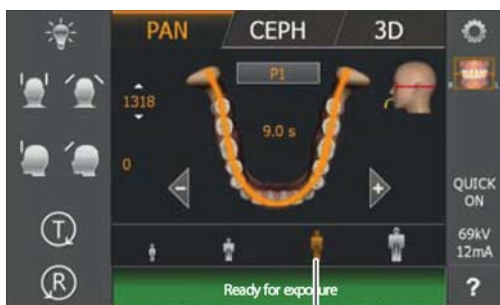 PAN
CEPH
3D
P1
1318
9.0 s
0
QUICK
ON
69kV
12mA
T
R
Ready for exposure
?